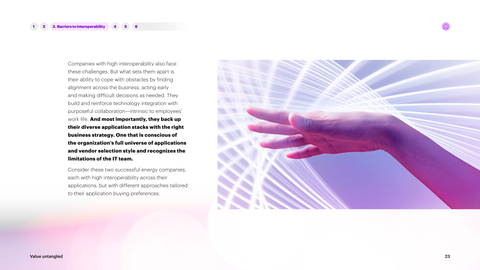 1 2 3. Barriers to interoperability 4 5 6
Companies with high interoperability also face
these challenges. But what sets them apart is
their ability to cope with obstacles by finding
alignment across the business, acting early
and making difficult decisions as needed. They
build and reinforce technology integration with
purposeful collaboration—intrinsic to employees'
work life. And most importantly, they back up
their diverse application stacks with the right
business strategy. One that is conscious of
the organization's full universe of applications
and vendor selection style and recognizes the
limitations of the IT team.
Consider these two successful energy companies,
each with high interoperability across their
applications, but with different approaches tailored
to their application buying preferences.
Value untangled
23